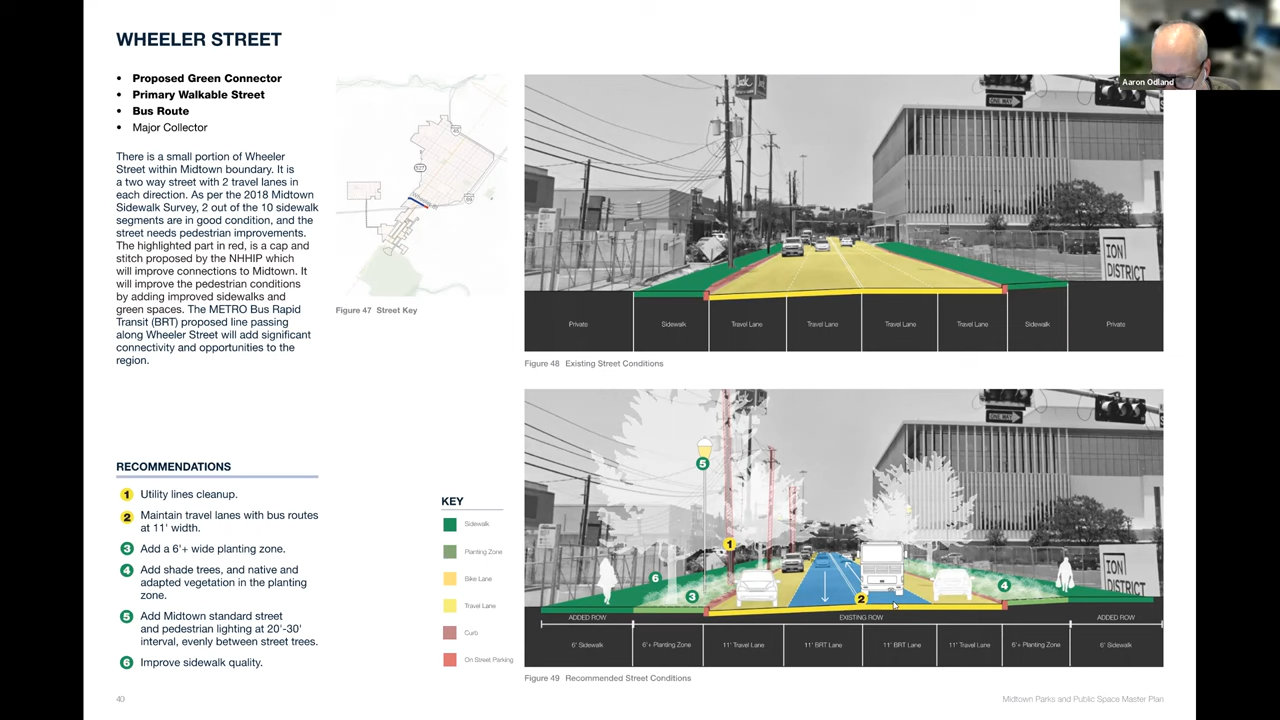 WHEELER STREET
• Proposed Green Connector
• Primary Walkable Street
• Bus Route
• Major Collector
There is a small portion of Wheeler
Street within Midtown boundary. It is
a two way street with 2 travel lanes in
each direction. As per the 2018 Midtown
Sidewalk Survey, 2 out of the 10 sidewalk
segments are in good condition, and the
street needs pedestrian improvements.
The highlighted part in red, is a cap and
stitch proposed by the NHHIP which
will improve connections to Midtown. It
will improve the pedestrian conditions
by adding improved sidewalks and
green spaces. The METRO Bus Rapid
Transit (BRT) proposed line passing
along Wheeler Street will add significant
connectivity and opportunities to the
region.
RECOMMENDATIONS
1 Utility lines cleanup.
2 Maintain travel lanes with bus routes
at 11' width.
3 Add a 6'+ wide planting zone.
4 Add shade trees, and native and
adapted vegetation in the planting
zone.
5 Add Midtown standard street
and pedestrian lighting at 20'-30'
interval, evenly between street trees.
6 Improve sidewalk quality.
527
Figure 47 Street Key
KEY
Sidewalk
Planting Zone
Bike Lane
Travel Lane
Curb
On Street Parking
Aaron Odland
ONE WAY
ION
DISTRICT
Private Sidewalk Travel Lane Travel Lane Travel Lane Travel Lane Sidewalk Private
Figure 48 Existing Street Conditions
ONE WAY
5
1
6
3
2
4
ION
DISTRICT
ADDED ROW EXISTING ROW ADDED ROW
6' Sidewalk 6'+ Planting Zone 11' Travel Lane 11' BRT Lane 11' BRT Lane 11' Travel Lane 6'+ Planting Zone 6' Sidewalk
Figure 49 Recommended Street Conditions
40
Midtown Parks and Public Space Master Plan